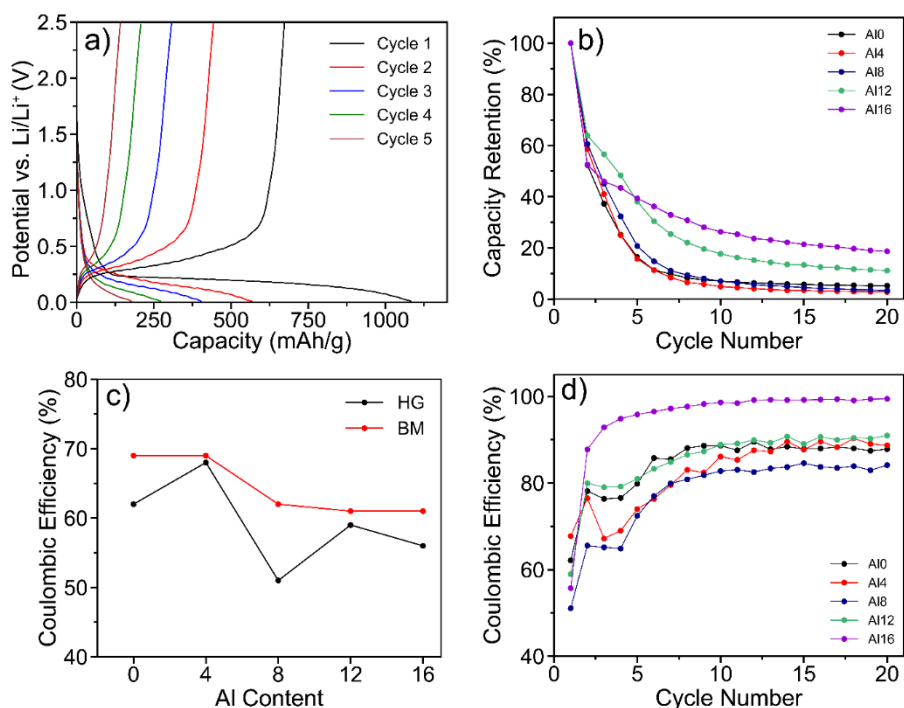 a)
Potential vs. Li/Li⁺ (V)
2.5
2.0
1.5
1.0
0.5
0.0
0
250
500
750
1000
Capacity (mAh/g)
Cycle 1
Cycle 2
Cycle 3
Cycle 4
Cycle 5
b)
Capacity Retention (%)
100
80
60
40
20
0
0
5
10
15
20
Cycle Number
Al0
Al4
Al8
Al12
Al16
c)
Coulombic Efficiency (%)
80
70
60
50
40
0
4
8
12
16
Al Content
HG
BM
d)
Coulombic Efficiency (%)
100
80
60
40
0
5
10
15
20
Cycle Number
Al0
Al4
Al8
Al12
Al16